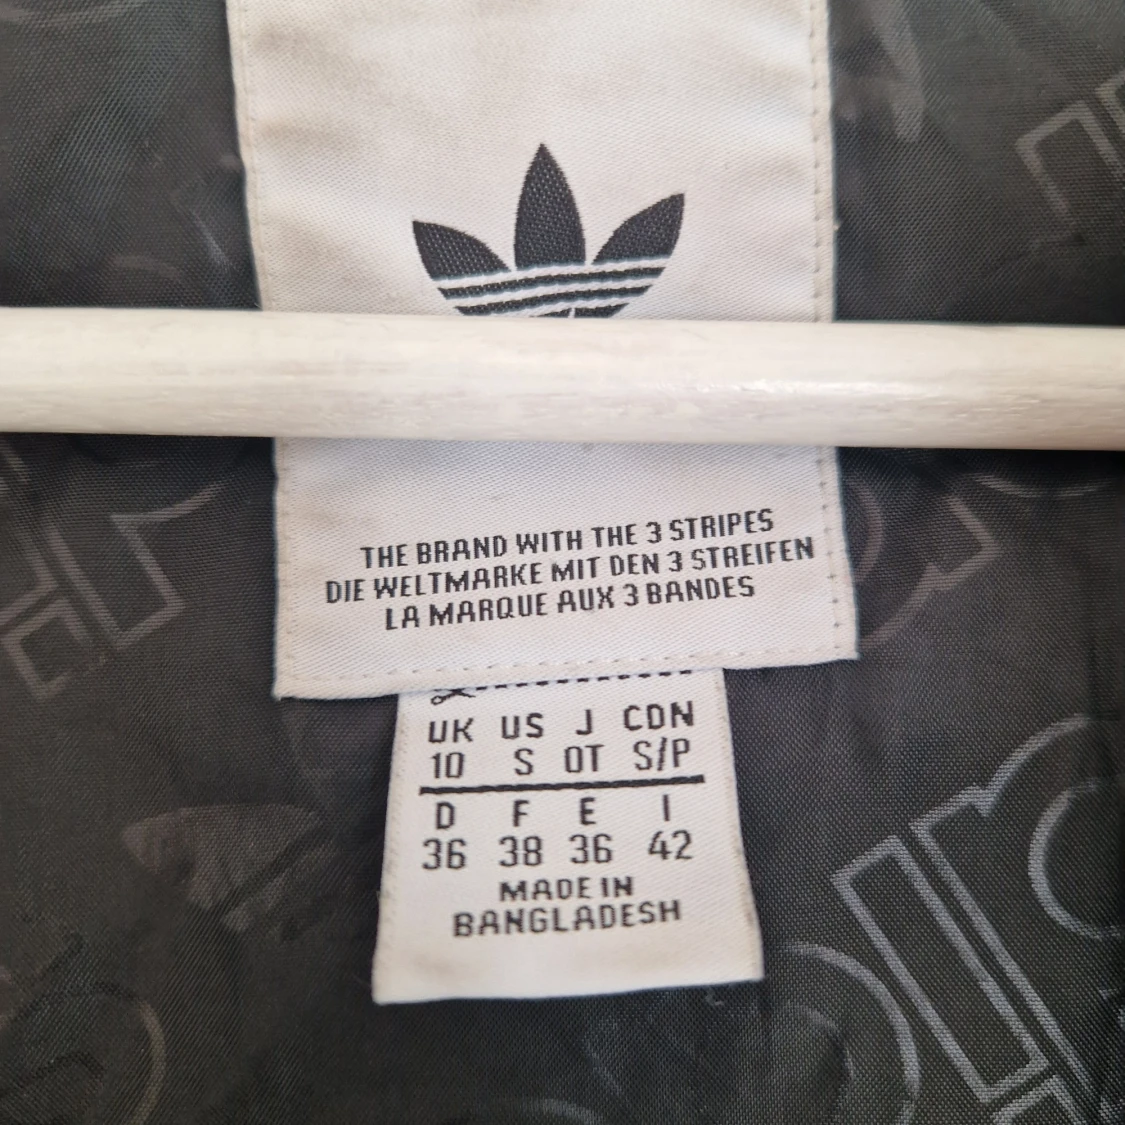 THE BRAND WITH THE 3 STRIPES
DIE WELTMARKE MIT DEN 3 STREIFEN
LA MARQUE AUX 3 BANDES
UK US J CDN
10 S OT S/P
D F E I
36 38 36 42
MADE IN
BANGLADESH